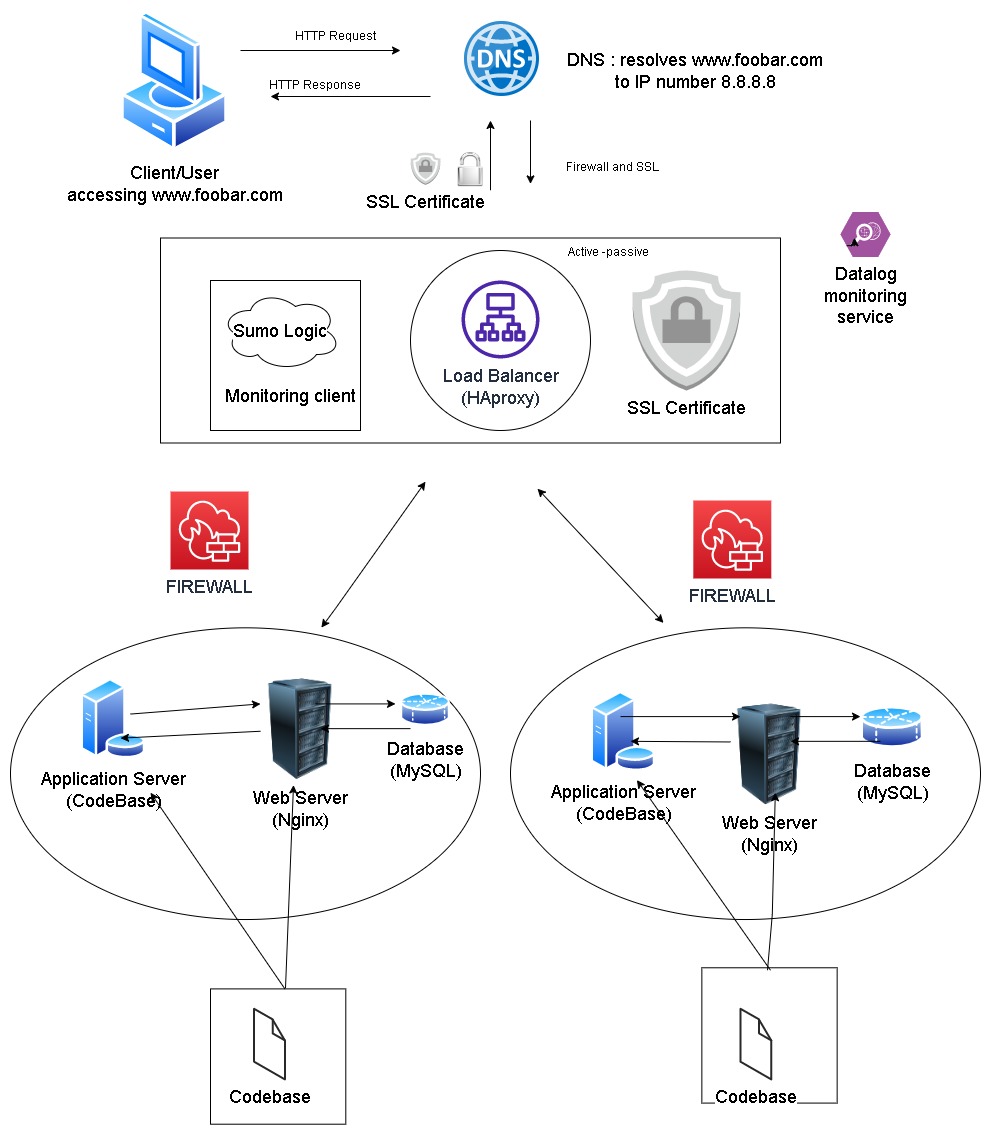 HTTP Request
DNS
DNS : resolves www.foobar.com
to IP number 8.8.8.8
HTTP Response
Client/User
accessing www.foobar.com
Firewall and SSL
SSL Certificate
Active -passive
Datalog
monitoring
service
Sumo Logic
Monitoring client
Load Balancer
(HAproxy)
SSL Certificate
FIREWALL
FIREWALL
Application Server
(CodeBase)
Web Server
(Nginx)
Database
(MySQL)
Application Server
(CodeBase)
Web Server
(Nginx)
Database
(MySQL)
Codebase
Codebase